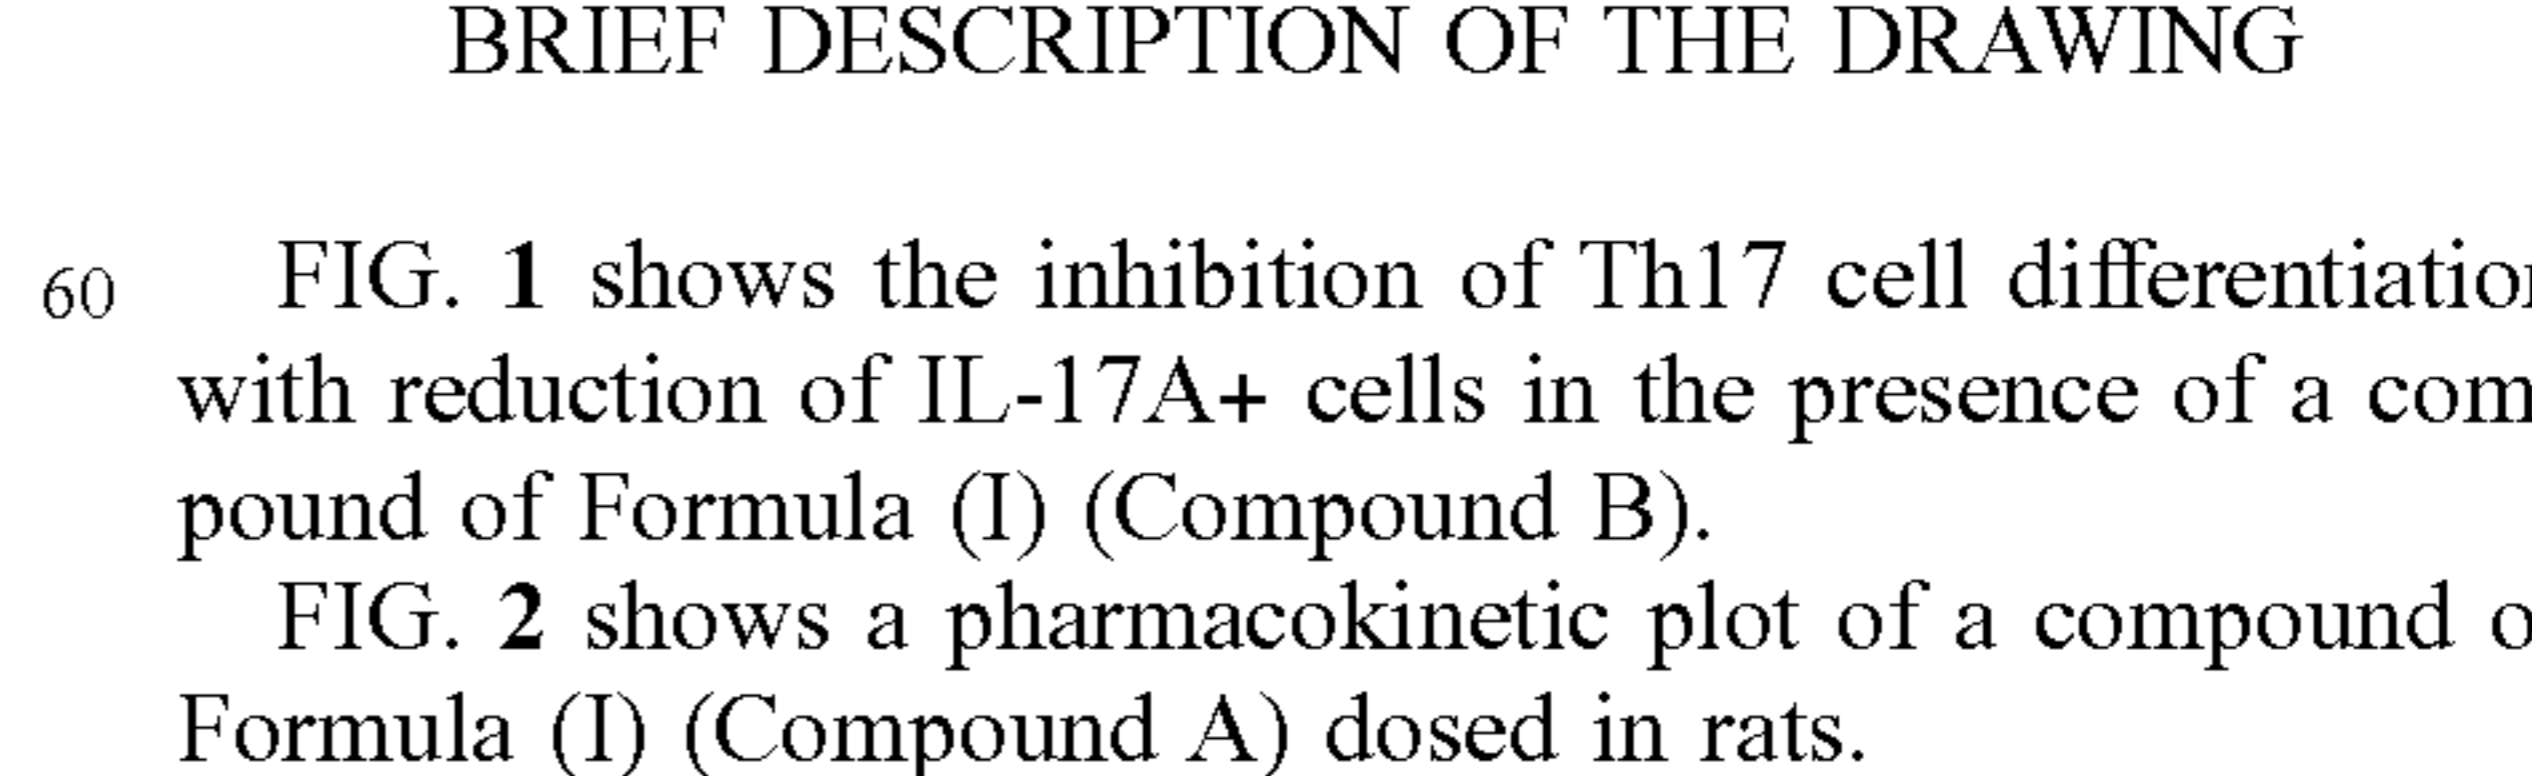 BRIEF DESCRIPTION OF THE DRAWING
60 FIG. 1 shows the inhibition of Th17 cell differentiation
with reduction of IL-17A+ cells in the presence of a com
pound of Formula (I) (Compound B).
FIG. 2 shows a pharmacokinetic plot of a compound o
Formula (I) (Compound A) dosed in rats.